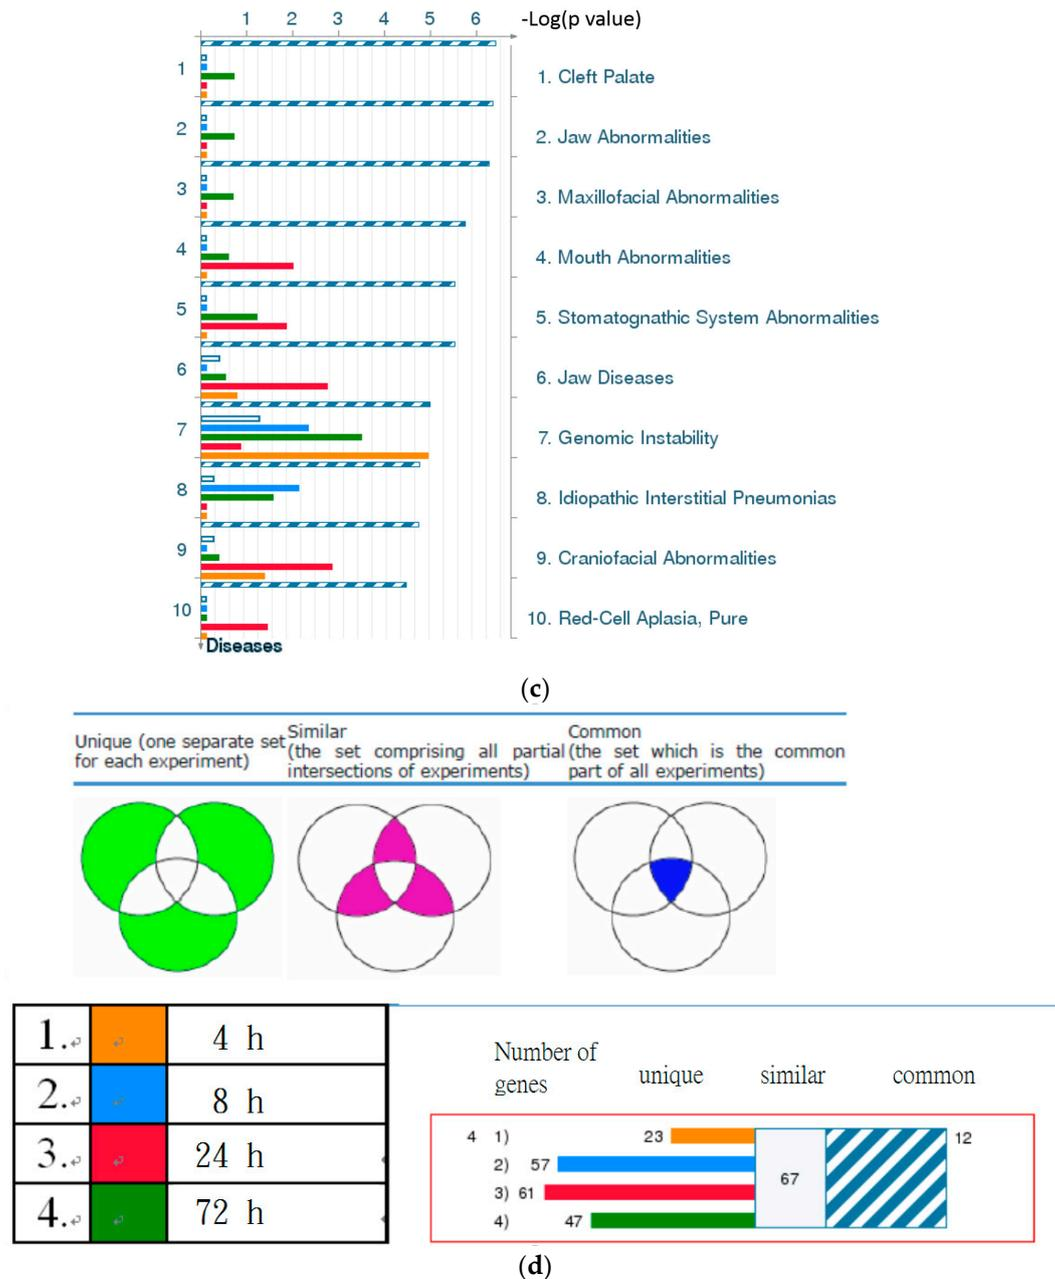 1 2 3 4 5 6 -Log(p value)
1 1. Cleft Palate
2 2. Jaw Abnormalities
3 3. Maxillofacial Abnormalities
4 4. Mouth Abnormalities
5 5. Stomatognathic System Abnormalities
6 6. Jaw Diseases
7 7. Genomic Instability
8 8. Idiopathic Interstitial Pneumonias
9 9. Craniofacial Abnormalities
10 10. Red-Cell Aplasia, Pure
Diseases
(c)
Unique (one separate set
for each experiment)
Similar
(the set comprising all partial
intersections of experiments)
Common
(the set which is the common
part of all experiments)
1. 4 h
2. 8 h
3. 24 h
4. 72 h
Number of
genes unique similar common
4 1) 23 12
2) 57
67
3) 61
4) 47
(d)